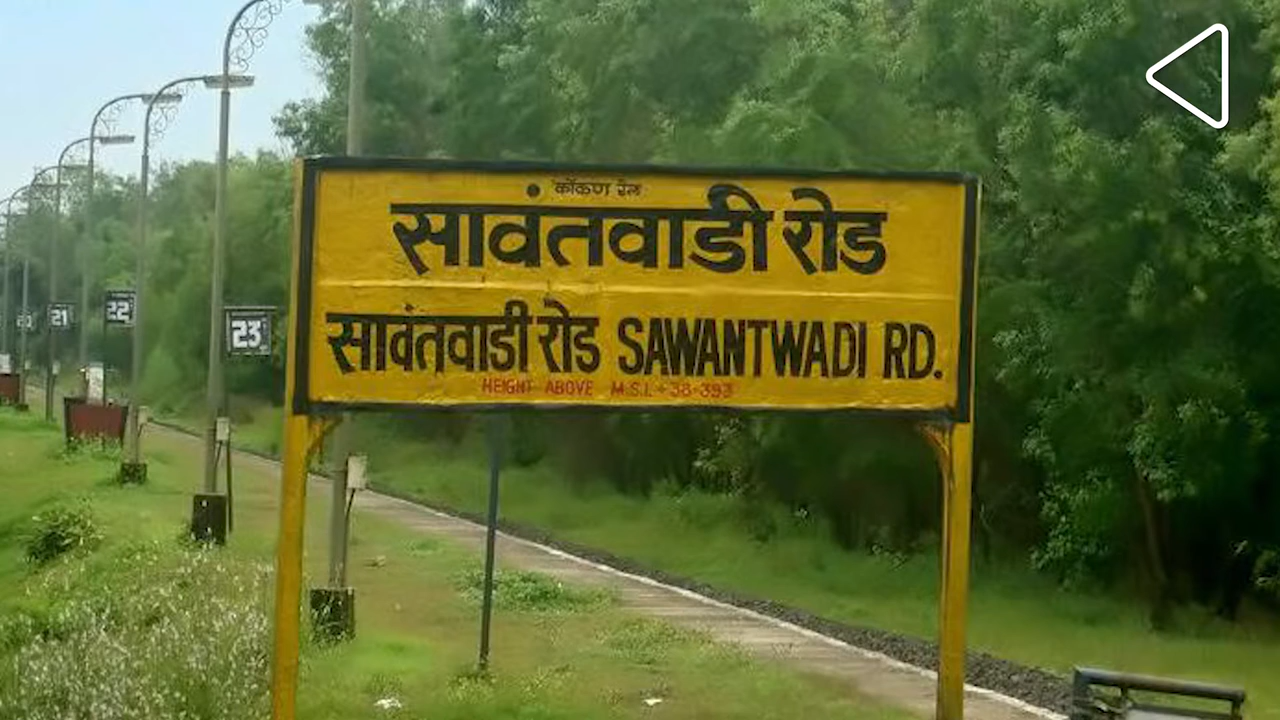 कोंकण रेल
सावंतवाडी रोड
सावंतवाडी रोड SAWANTWADI RD.
HEIGHT ABOVE M.S.L + 38-393
23
22
21